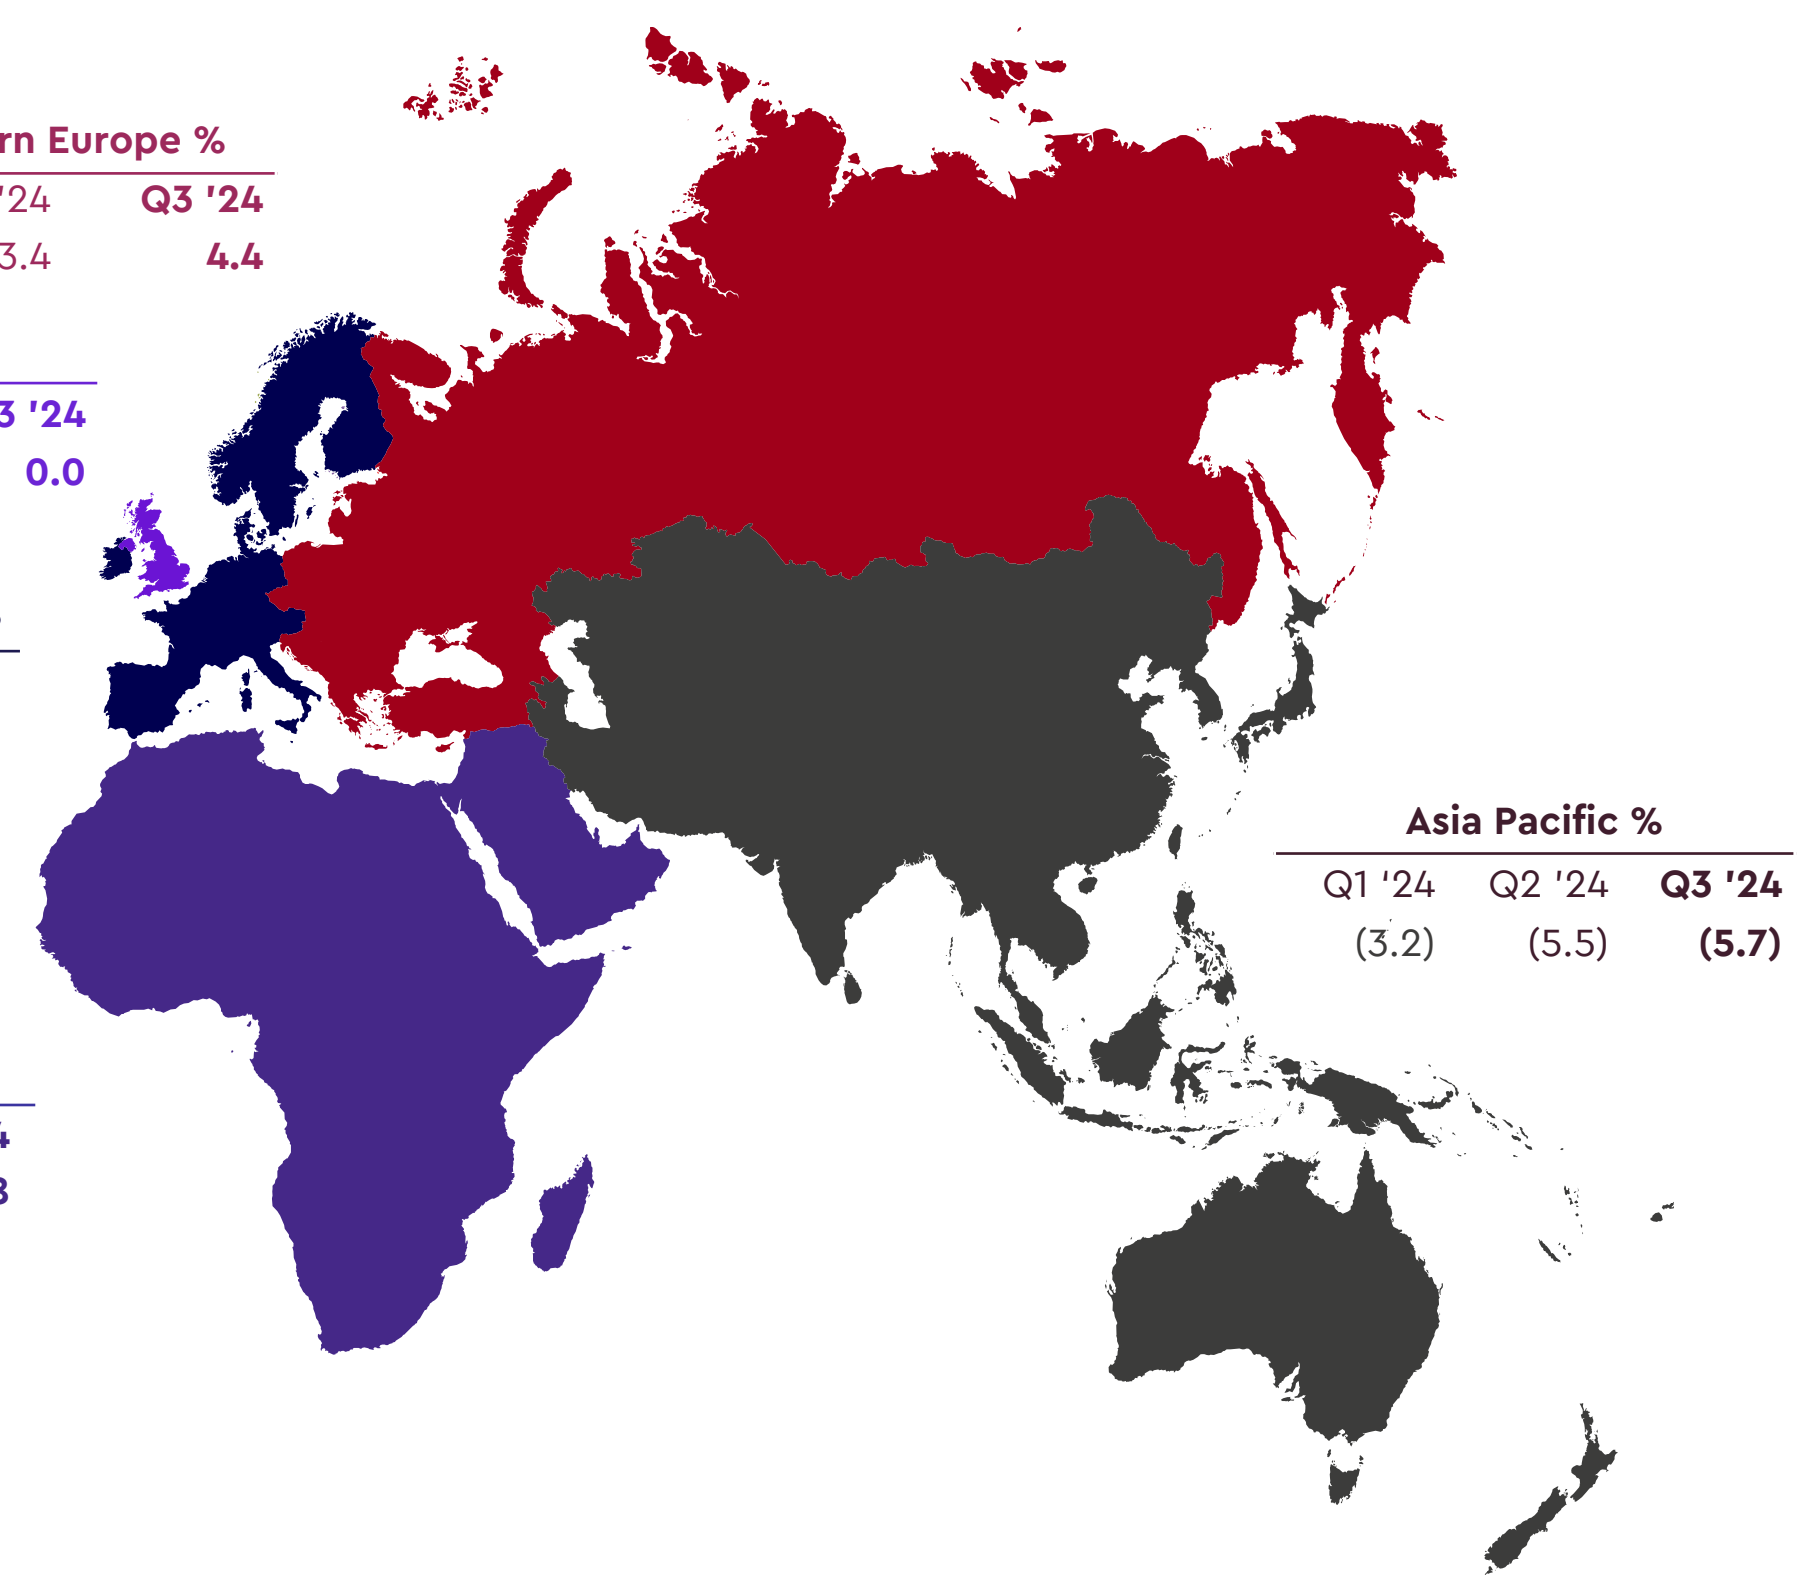 rn Europe %
'24 Q3 '24
3.4 4.4
3 '24
0.0
Asia Pacific %
Q1 '24 Q2 '24 Q3 '24
(3.2) (5.5) (5.7)
4